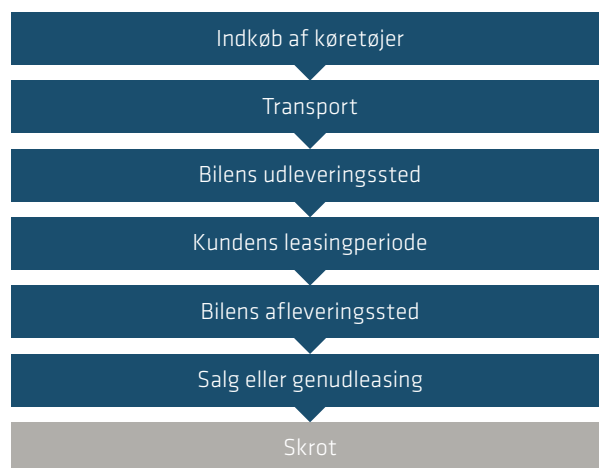 Indkøb af køretøjer
Transport
Bilens udleveringssted
Kundens leasingperiode
Bilens afleveringssted
Salg eller genudleasing
Skrot